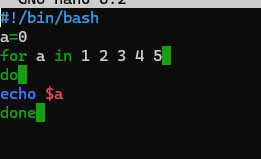 GNU nano 6.2
#!/bin/bash
a=0
for a in 1 2 3 4 5
do
echo $a
done